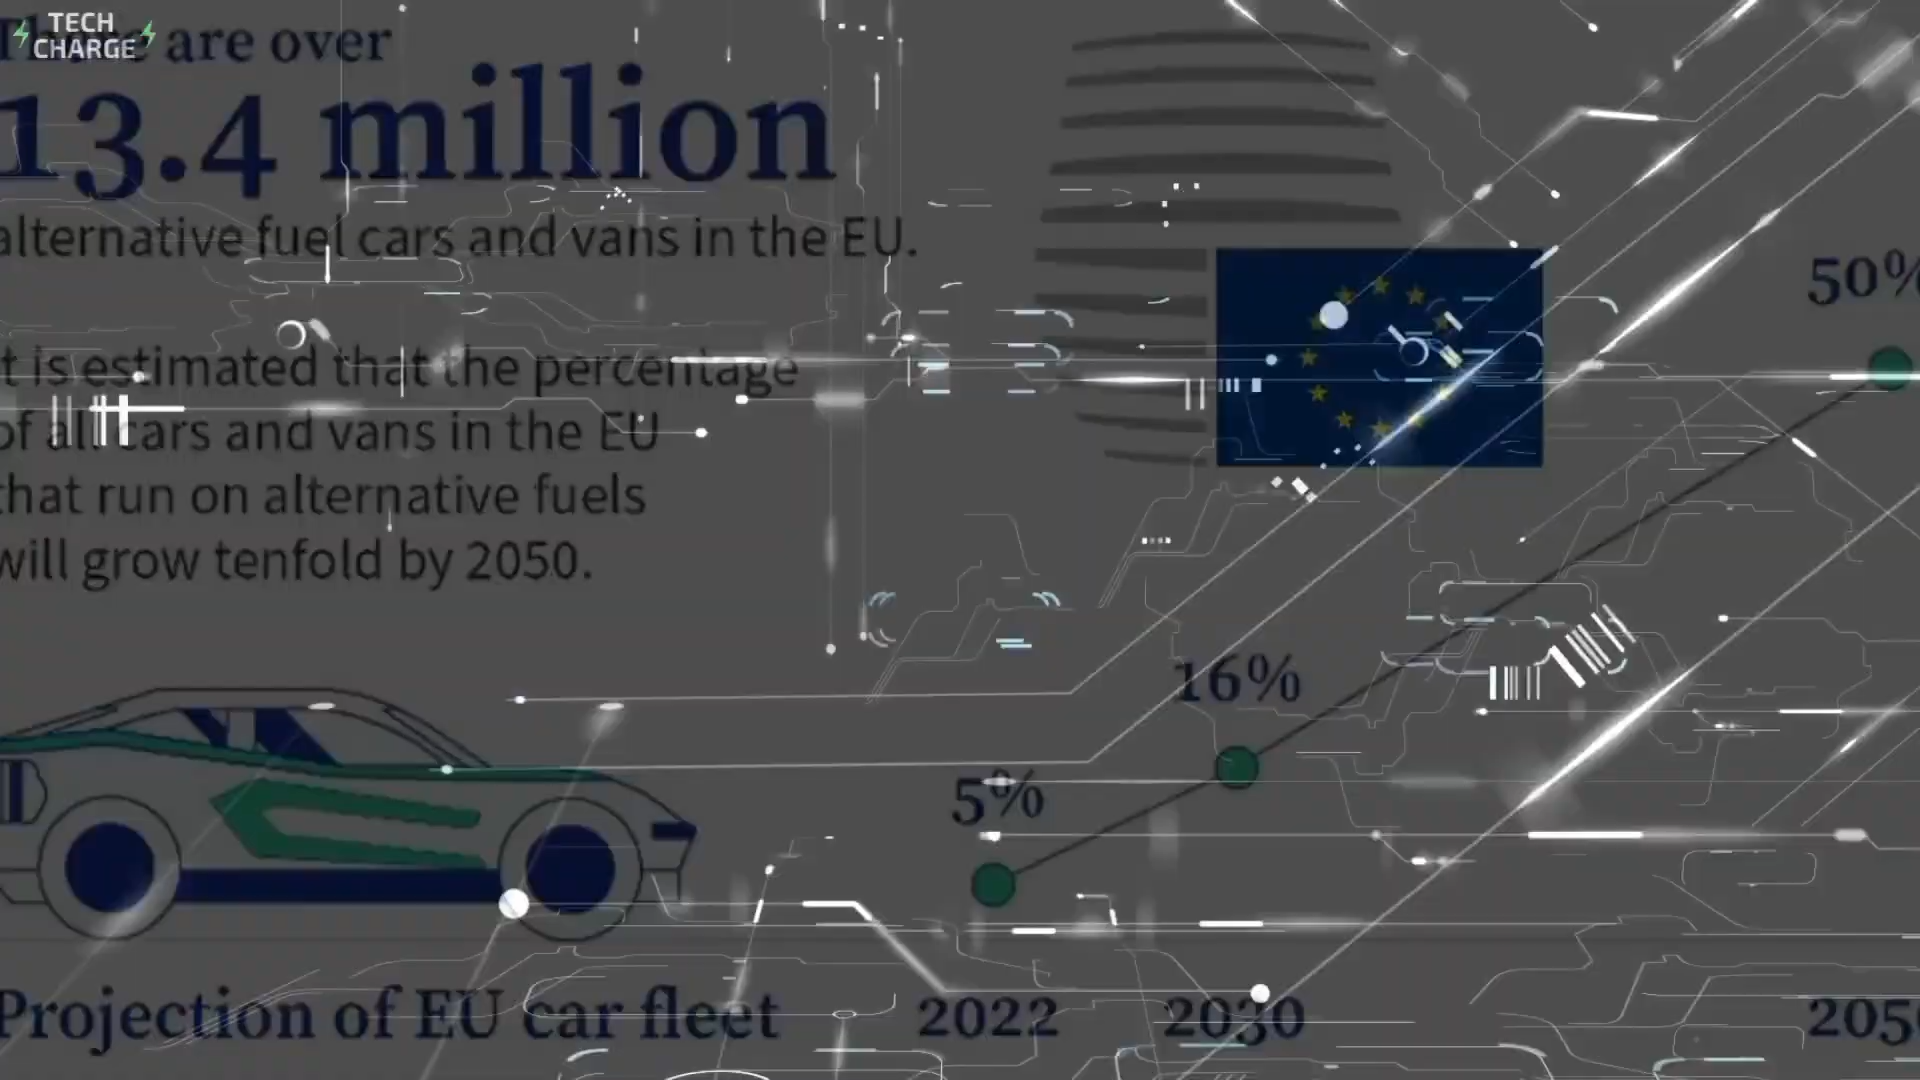 TECH
CHARGE
There are over
13.4 million
alternative fuel cars and vans in the EU.
t is estimated that the percentage
of all cars and vans in the EU
that run on alternative fuels
will grow tenfold by 2050.
50%
16%
5%
Projection of EU car fleet
2022
2030
2050